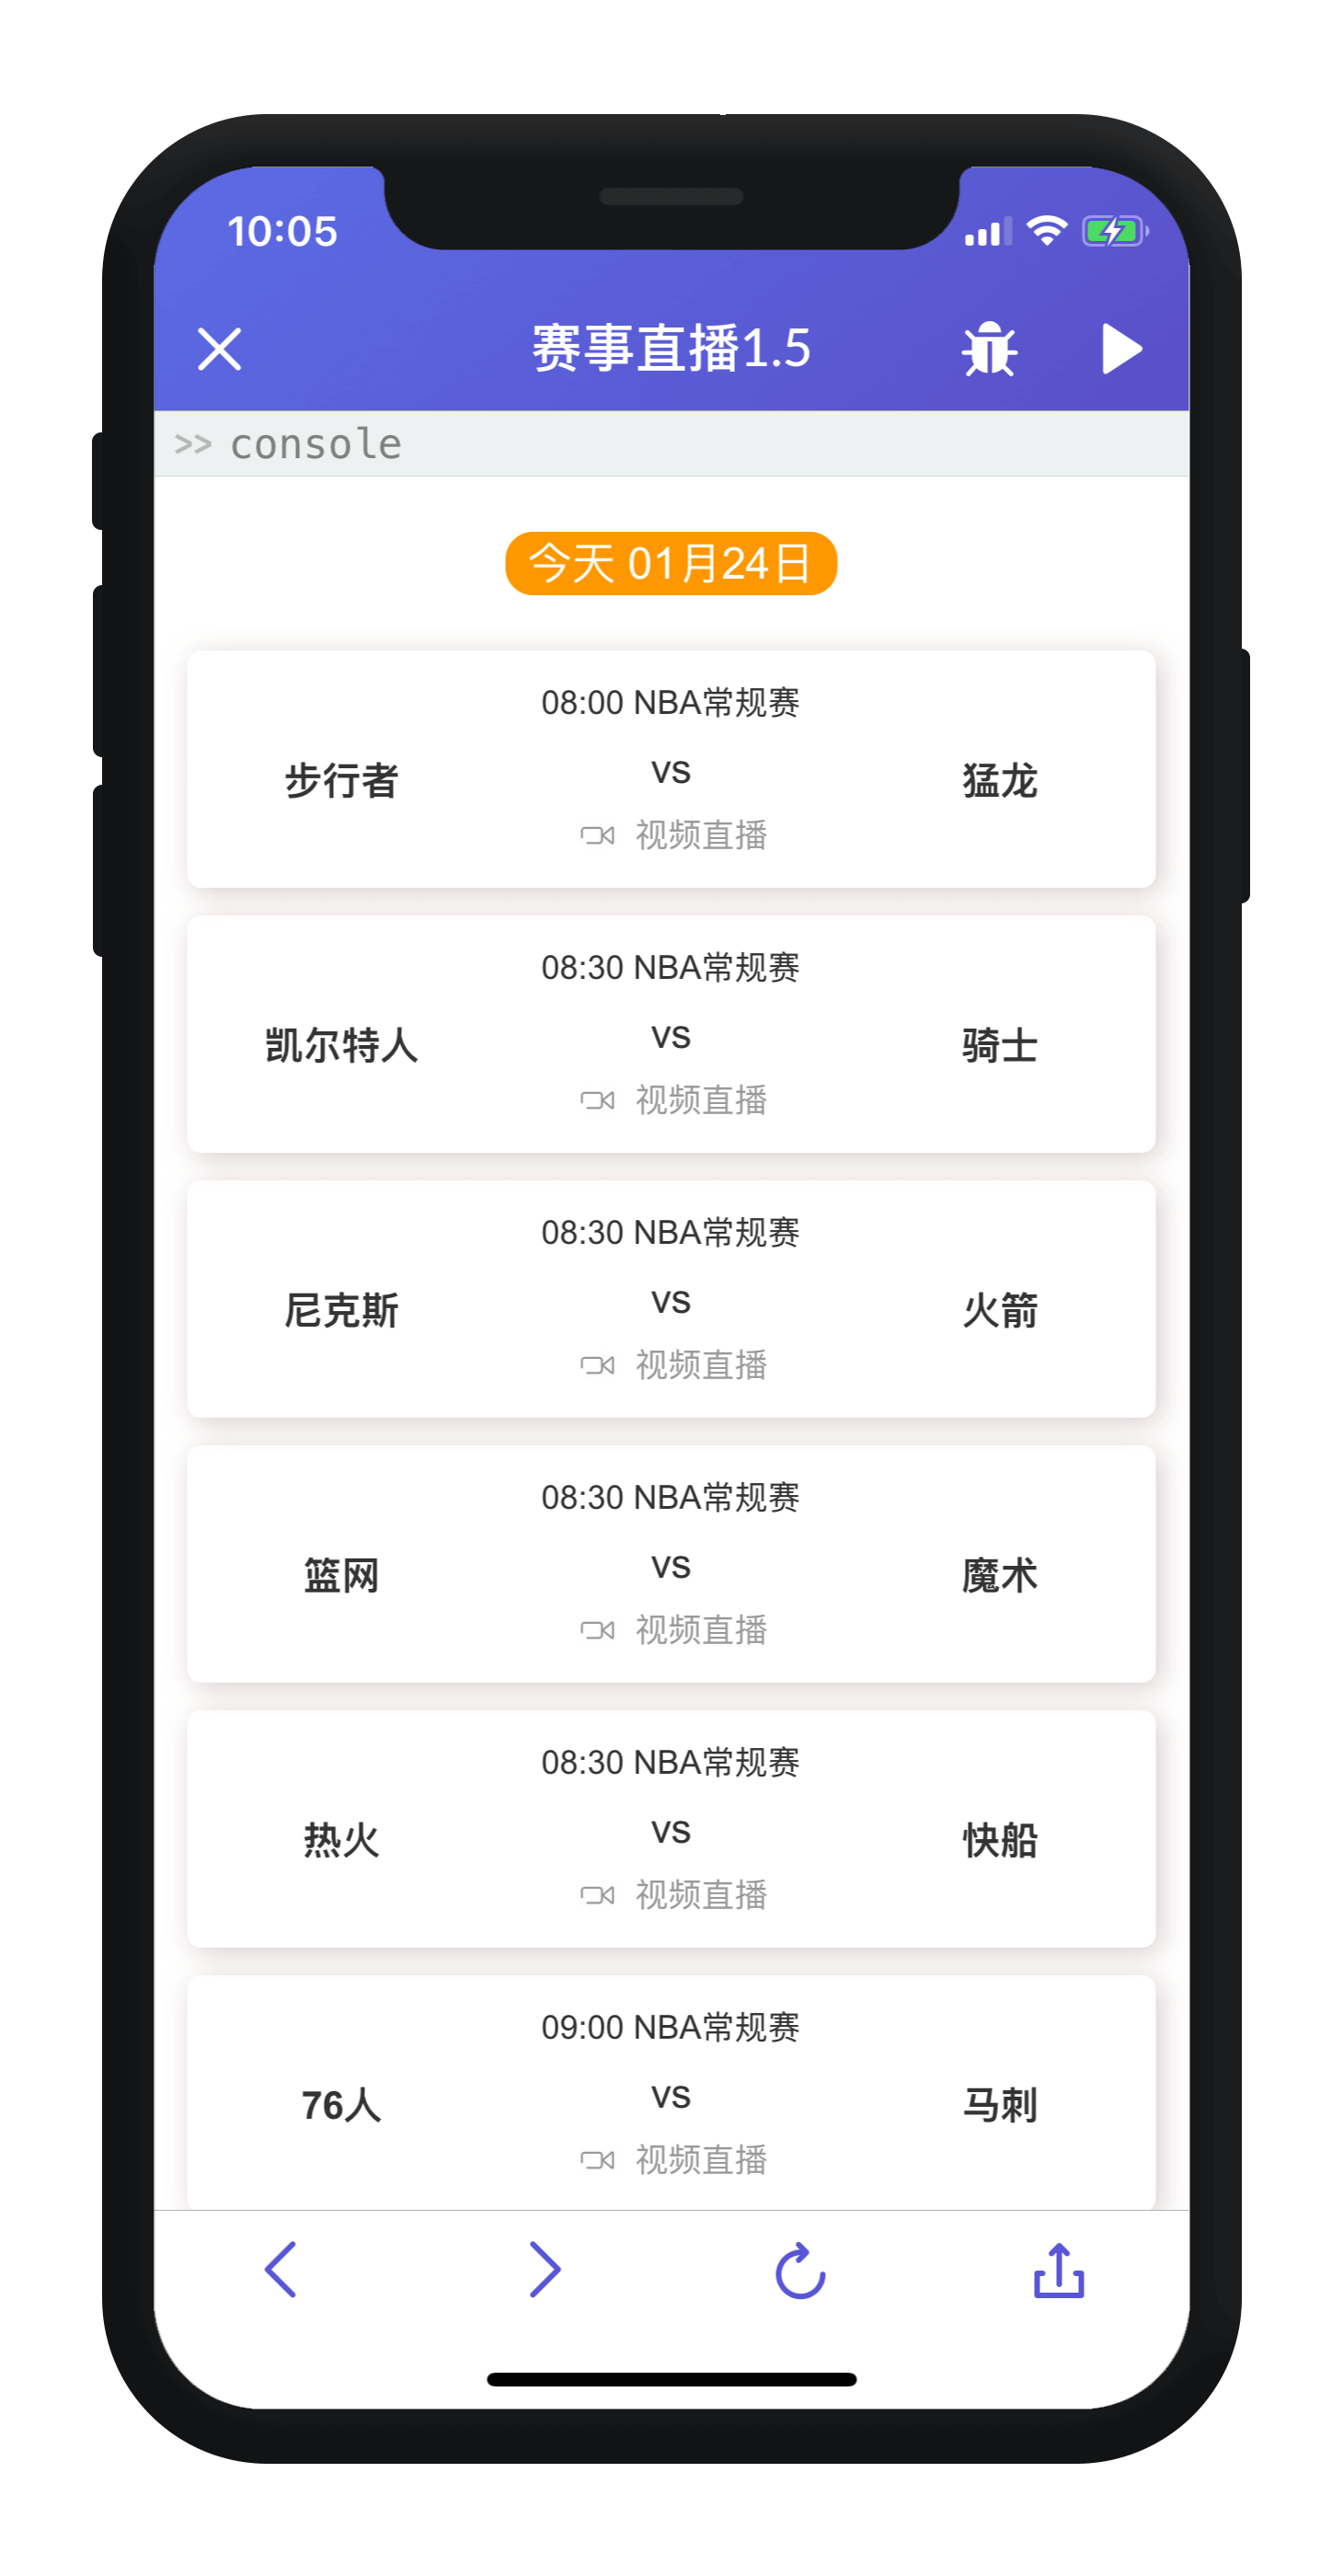 10:05
赛事直播1.5
>> console
今天 01月24日
08:00 NBA常规赛
步行者 VS 猛龙
视频直播
08:30 NBA常规赛
凯尔特人 VS 骑士
视频直播
08:30 NBA常规赛
尼克斯 VS 火箭
视频直播
08:30 NBA常规赛
篮网 VS 魔术
视频直播
08:30 NBA常规赛
热火 VS 快船
视频直播
09:00 NBA常规赛
76人 VS 马刺
视频直播